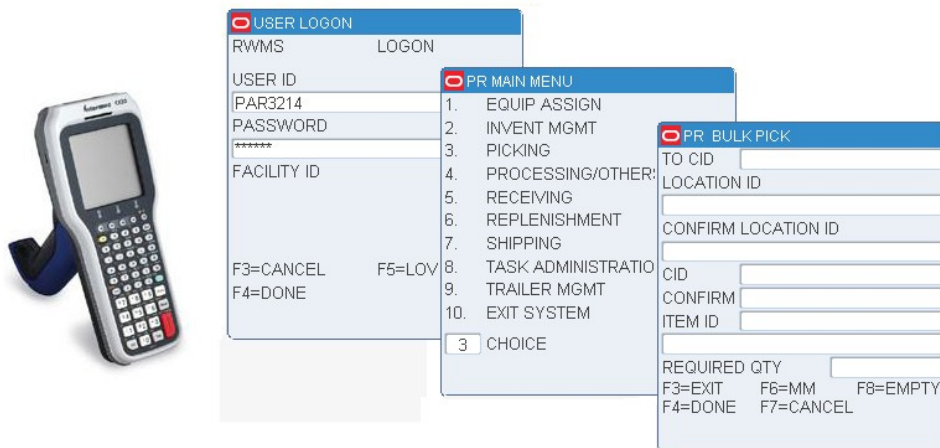 USER LOGON
RWMS LOGON
USER ID
PAR3214
PASSWORD
******
FACILITY ID
F3=CANCEL F5=LOV
F4=DONE
PR MAIN MENU
1. EQUIP ASSIGN
2. INVENT MGMT
3. PICKING
4. PROCESSING/OTHER
5. RECEIVING
6. REPLENISHMENT
7. SHIPPING
8. TASK ADMINISTRATIO
9. TRAILER MGMT
10. EXIT SYSTEM
3 CHOICE
PR BULK PICK
TO CID
LOCATION ID
CONFIRM LOCATION ID
CID
CONFIRM
ITEM ID
REQUIRED QTY
F3=EXIT F6=MM F8=EMPTY
F4=DONE F7=CANCEL